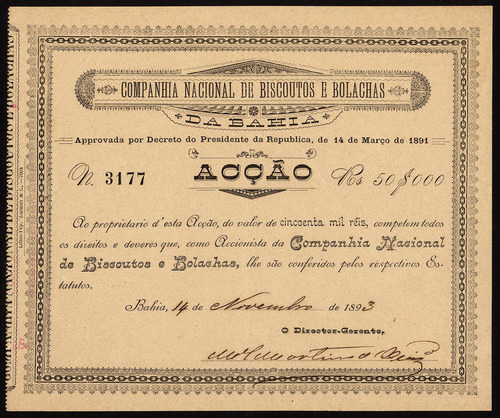 COMPANHIA NACIONAL DE BISCOUTOS E BOLACHAS
DA BAHIA
Approvada por Decreto do Presidente da Republica, de 14 de Março de 1891
N. 3177 ACÇÃO Rs 50$000
Ao proprietario d'esta Acção, do valor de cincoenta mil réis, competem todos
os direitos e deveres que, como Accionista da Companhia Nacional
de Biscoutos e Bolachas, lhe são conferidos pelos respectivos Es-
tatutos.
Bahia, 14 de Novembro de 1893
O Director-Gerente,